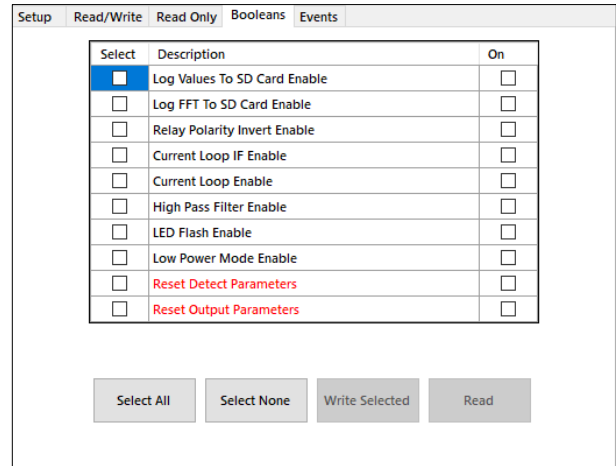 Setup Read/Write Read Only Booleans Events
Select Description On
Log Values To SD Card Enable
Log FFT To SD Card Enable
Relay Polarity Invert Enable
Current Loop IF Enable
Current Loop Enable
High Pass Filter Enable
LED Flash Enable
Low Power Mode Enable
Reset Detect Parameters
Reset Output Parameters
Select All Select None Write Selected Read